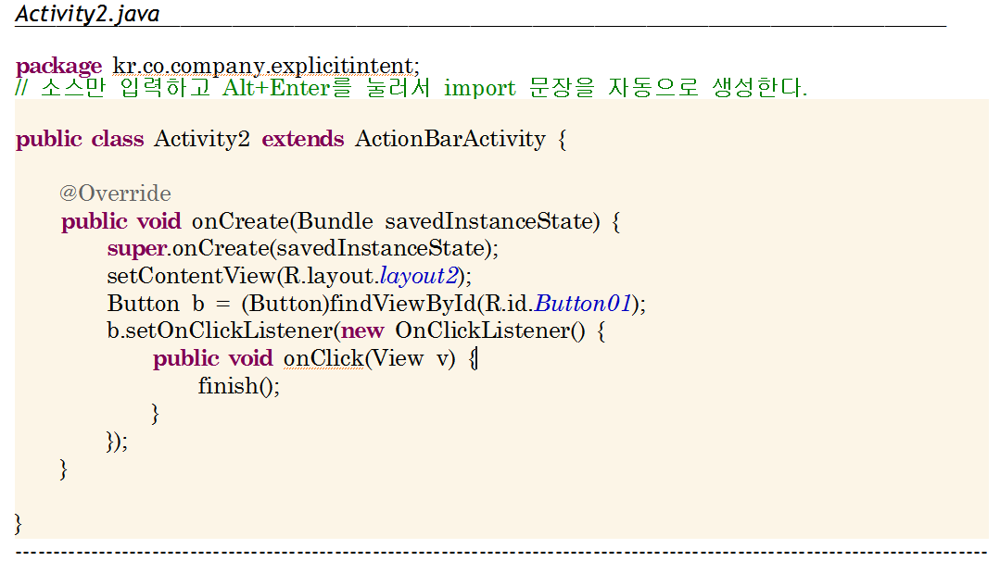 Activity2.java
package kr.co.company.explicitintent;
// 소스만 입력하고 Alt+Enter를 눌러서 import 문장을 자동으로 생성한다.
public class Activity2 extends ActionBarActivity {
@Override
public void onCreate(Bundle savedInstanceState) {
super.onCreate(savedInstanceState);
setContentView(R.layout.layout2);
Button b = (Button)findViewById(R.id.Button01);
b.setOnClickListener(new OnClickListener() {
public void onClick(View v) {
finish();
}
});
}
}